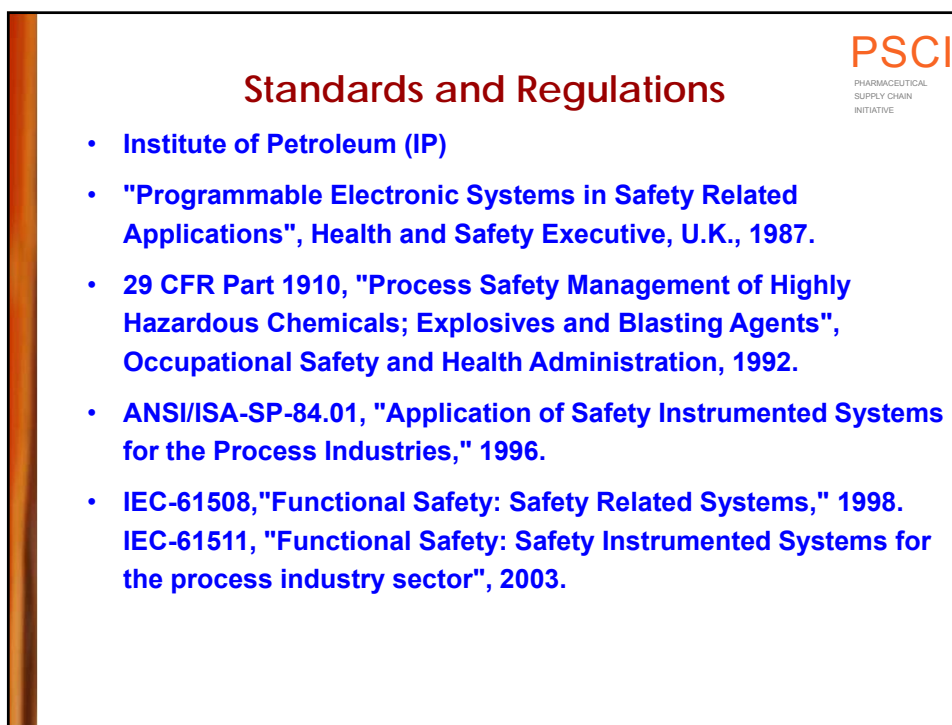 PSCI
PHARMACEUTICAL
SUPPLY CHAIN
INITIATIVE
Standards and Regulations
• Institute of Petroleum (IP)
• "Programmable Electronic Systems in Safety Related
Applications", Health and Safety Executive, U.K., 1987.
• 29 CFR Part 1910, "Process Safety Management of Highly
Hazardous Chemicals; Explosives and Blasting Agents",
Occupational Safety and Health Administration, 1992.
• ANSI/ISA-SP-84.01, "Application of Safety Instrumented Systems
for the Process Industries," 1996.
• IEC-61508,"Functional Safety: Safety Related Systems," 1998.
IEC-61511, "Functional Safety: Safety Instrumented Systems for
the process industry sector", 2003.